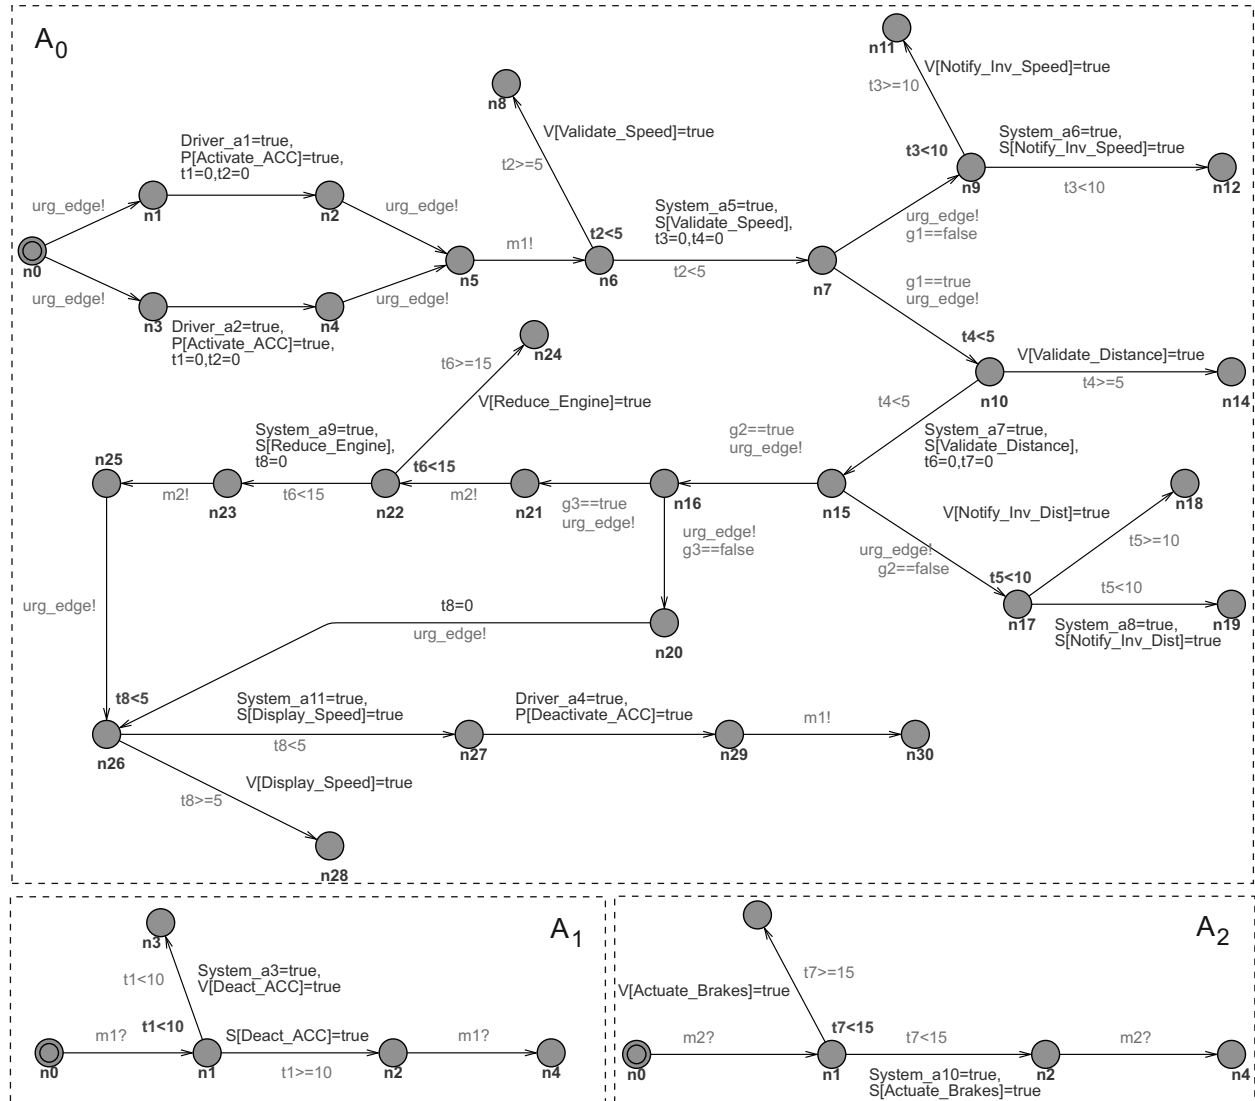 A0
n11
V[Notify_Inv_Speed]=true
t3>=10
n8
V[Validate_Speed]=true
t2>=5
Driver_a1=true,
P[Activate_ACC]=true,
t1=0,t2=0
System_a6=true,
S[Notify_Inv_Speed]=true
t3<10
n9
t3<10
n12
urg_edge!
n1
n2
urg_edge!
System_a5=true,
S[Validate_Speed],
t3=0,t4=0
urg_edge!
g1==false
n0
m1!
t2<5
n5
n6
t2<5
n7
g1==true
urg_edge!
urg_edge!
n3
n4
urg_edge!
Driver_a2=true,
P[Activate_ACC]=true,
t1=0,t2=0
t4<5
V[Validate_Distance]=true
t6>=15
n24
t4>=5
n14
n10
t4<5
V[Reduce_Engine]=true
System_a9=true,
S[Reduce_Engine],
t8=0
g2==true
urg_edge!
System_a7=true,
S[Validate_Distance],
t6=0,t7=0
n25
t6<15
m2!
n23
t6<15
n22
m2!
n21
g3==true
urg_edge!
n16
n15
V[Notify_Inv_Dist]=true
n18
urg_edge!
g3==false
urg_edge!
g2==false
t5>=10
t5<10
t5<10
n17
n19
System_a8=true,
S[Notify_Inv_Dist]=true
urg_edge!
t8=0
urg_edge!
n20
t8<5
System_a11=true,
S[Display_Speed]=true
Driver_a4=true,
P[Deactivate_ACC]=true
m1!
n26
t8<5
n27
n29
n30
V[Display_Speed]=true
t8>=5
n28
A1
n3
t1<10
System_a3=true,
V[Deact_ACC]=true
m1?
t1<10
S[Deact_ACC]=true
m1?
n0
n1
t1>=10
n2
n4
A2
t7>=15
V[Actuate_Brakes]=true
m2?
t7<15
t7<15
m2?
n0
n1
n2
n4
System_a10=true,
S[Actuate_Brakes]=true